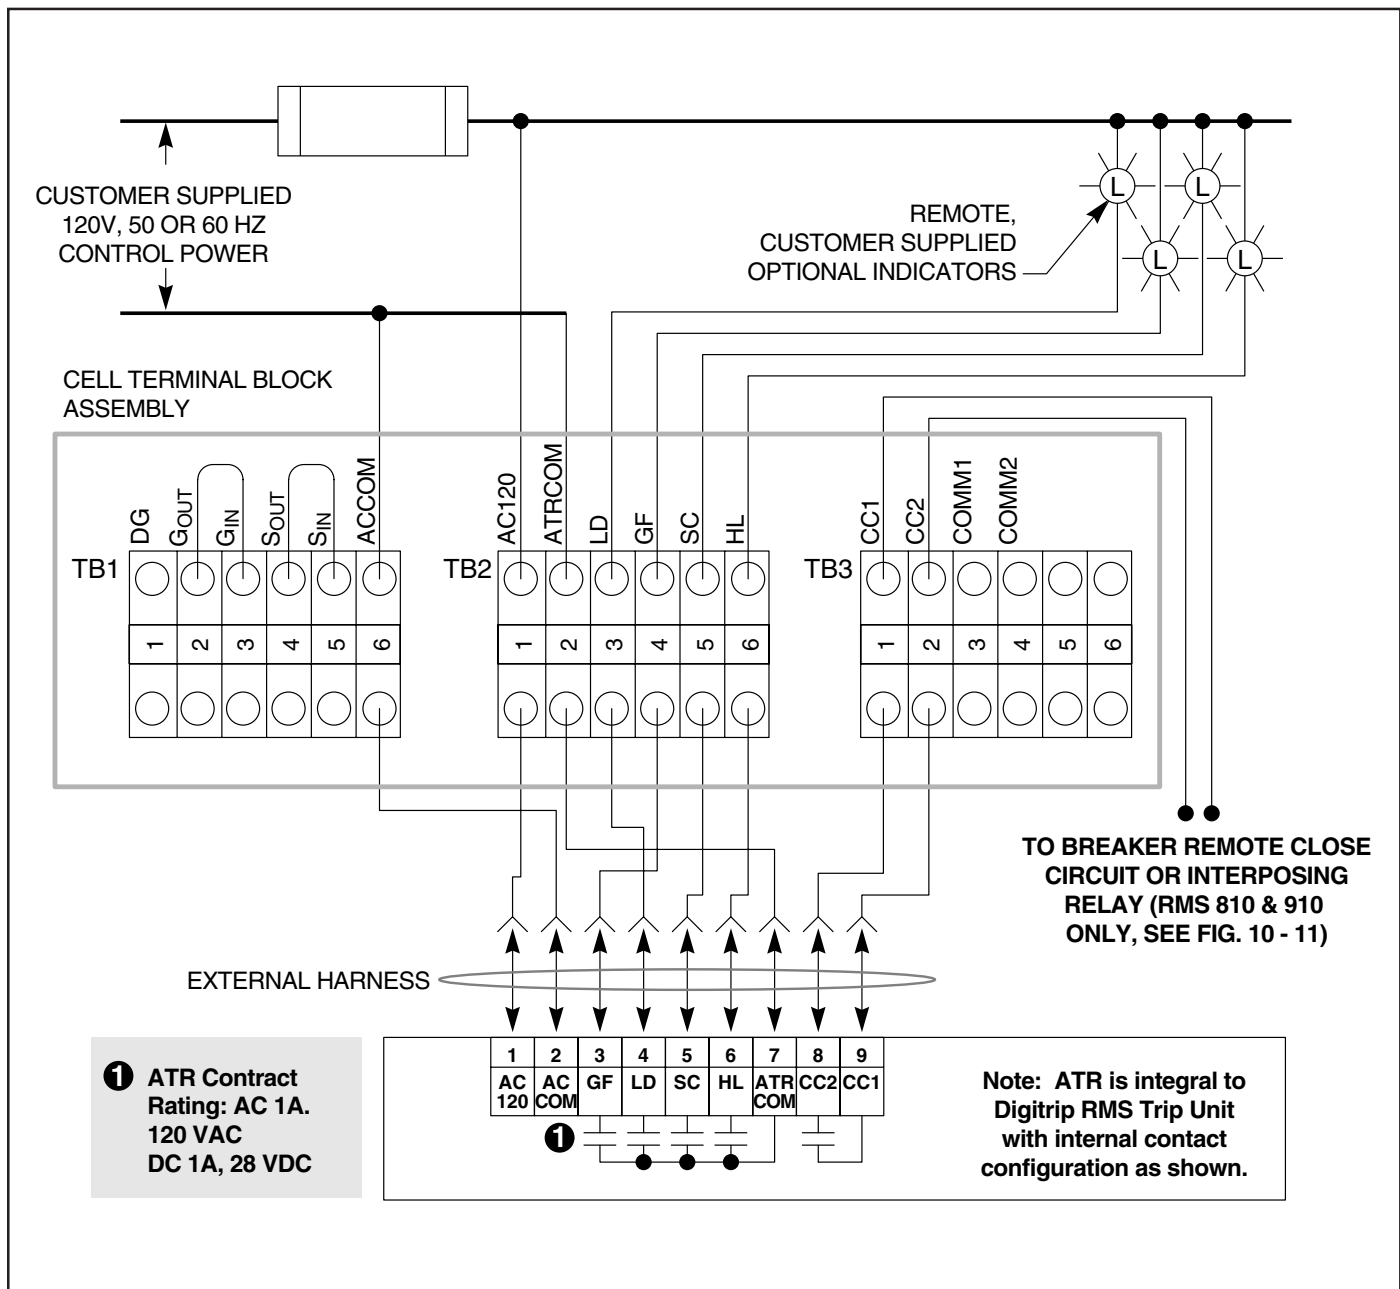 CUSTOMER SUPPLIED
120V, 50 OR 60 HZ
CONTROL POWER
REMOTE,
CUSTOMER SUPPLIED
OPTIONAL INDICATORS
L
L
L
L
CELL TERMINAL BLOCK
ASSEMBLY
DG
GOUT
GIN
SOUT
SIN
ACCOM
AC120
ATRCOM
LD
GF
SC
HL
CC1
CC2
COMM1
COMM2
TB1
TB2
TB3
1 2 3 4 5 6
1 2 3 4 5 6
1 2 3 4 5 6
TO BREAKER REMOTE CLOSE
CIRCUIT OR INTERPOSING
RELAY (RMS 810 & 910
ONLY, SEE FIG. 10 - 11)
EXTERNAL HARNESS
1 2 3 4 5 6 7 8 9
AC
120
AC
COM
GF
LD
SC
HL
ATR
COM
CC2
CC1
1
1 ATR Contract
Rating: AC 1A.
120 VAC
DC 1A, 28 VDC
Note: ATR is integral to
Digitrip RMS Trip Unit
with internal contact
configuration as shown.